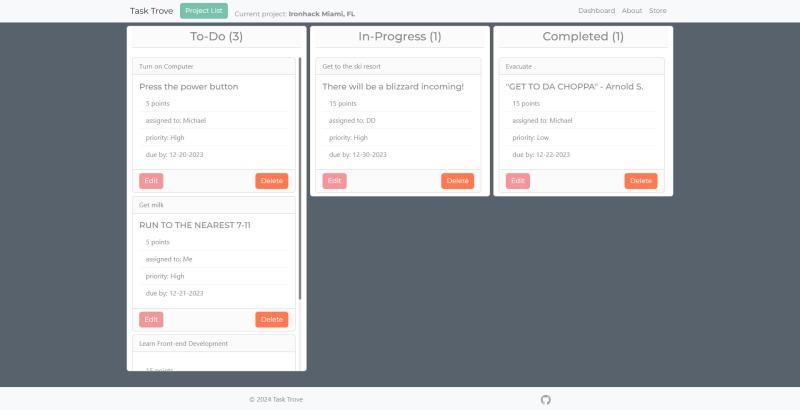 Task Trove
Project List
Current project: Ironhack Miami, FL
Dashboard
About
Store
To-Do (3)
Turn on Computer
Press the power button
5 points
assigned to: Michael
priority: High
due by: 12-20-2023
Edit
Delete
Get milk
RUN TO THE NEAREST 7-11
5 points
assigned to: Me
priority: High
due by: 12-21-2023
Edit
Delete
Learn Front-end Development
15 points
In-Progress (1)
Get to the ski resort
There will be a blizzard incoming!
15 points
assigned to: DD
priority: High
due by: 12-30-2023
Edit
Delete
Completed (1)
Evacuate
"GET TO DA CHOPPA" - Arnold S.
15 points
assigned to: Michael
priority: Low
due by: 12-22-2023
Edit
Delete
© 2024 Task Trove